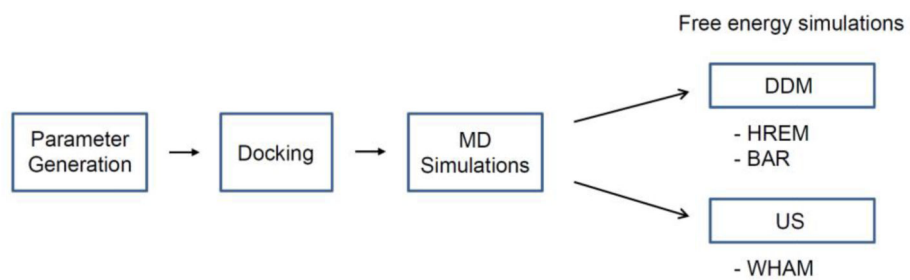 Free energy simulations
Parameter
Generation
Docking
MD
Simulations
DDM
- HREM
- BAR
US
- WHAM